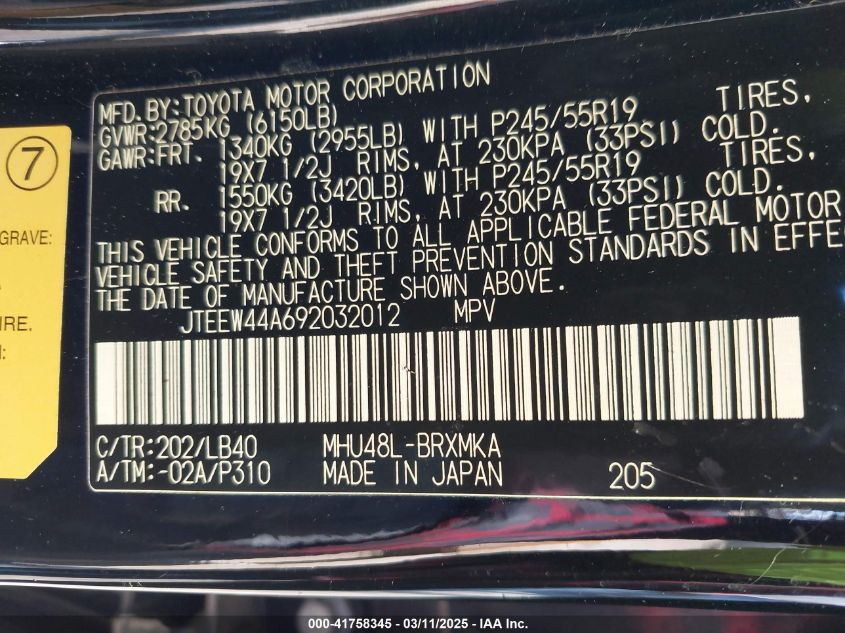 7
GRAVE:
IRE.
MFD. BY: TOYOTA MOTOR CORPORATION
GVWR: 2785KG (6150LB)
GAWR: FRT. 1340KG (2955LB) WITH P245/55R19 TIRES,
19X7 1/2J RIMS, AT 230KPA (33PSI) COLD.
RR. 1550KG (3420LB) WITH P245/55R19 TIRES,
19X7 1/2J RIMS, AT 230KPA (33PSI) COLD.
THIS VEHICLE CONFORMS TO ALL APPLICABLE FEDERAL MOTOR
VEHICLE SAFETY AND THEFT PREVENTION STANDARDS IN EFFE
THE DATE OF MANUFACTURE SHOWN ABOVE.
JTEEW44A692032012 MPV
C/TR: 202/LB40 MHU48L-BRXMKA
A/TM: -02A/P310 MADE IN JAPAN 205
000-41758345 - 03/11/2025 - IAA Inc.